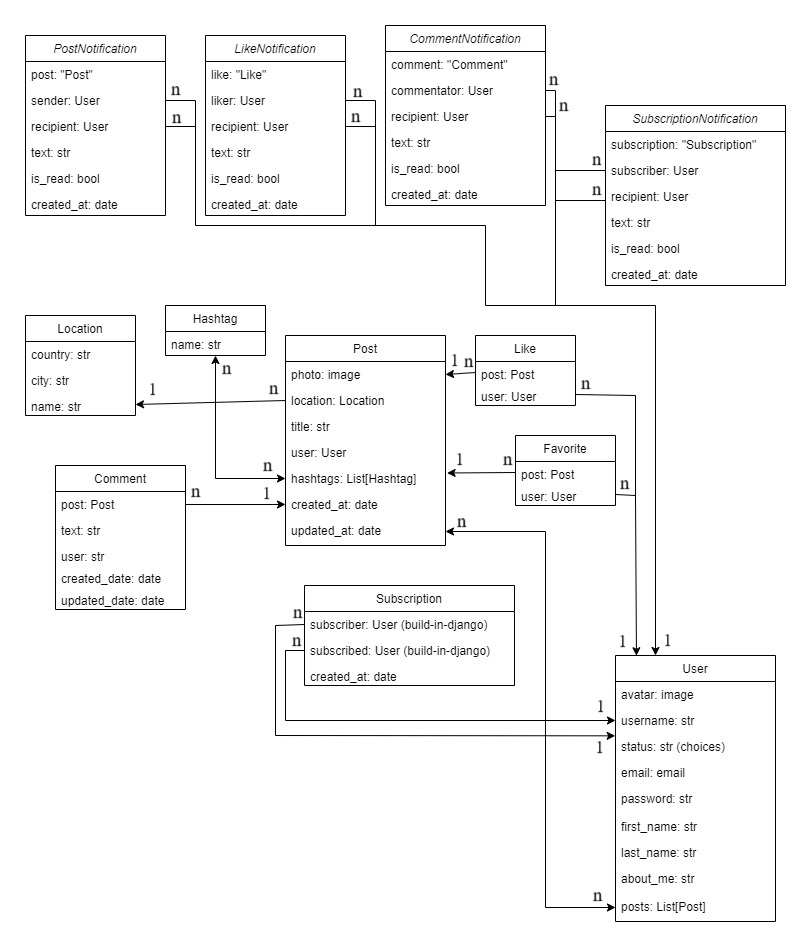 PostNotification
post: "Post"
sender: User
recipient: User
text: str
is_read: bool
created_at: date
n
n
LikeNotification
like: "Like"
liker: User
recipient: User
text: str
is_read: bool
created_at: date
n
n
CommentNotification
comment: "Comment"
commentator: User
recipient: User
text: str
is_read: bool
created_at: date
n
n
SubscriptionNotification
subscription: "Subscription"
subscriber: User
recipient: User
text: str
is_read: bool
created_at: date
n
n
Location
country: str
city: str
name: str
1
n
Hashtag
name: str
n
n
Post
photo: image
location: Location
title: str
user: User
hashtags: List[Hashtag]
created_at: date
updated_at: date
1 n
Like
post: Post
user: User
n
1
n
Favorite
post: Post
user: User
n
Comment
post: Post
text: str
user: str
created_date: date
updated_date: date
n
1
n
Subscription
subscriber: User (build-in-django)
subscribed: User (build-in-django)
created_at: date
n
n
1
1
1
1
User
avatar: image
username: str
status: str (choices)
email: email
password: str
first_name: str
last_name: str
about_me: str
posts: List[Post]
n